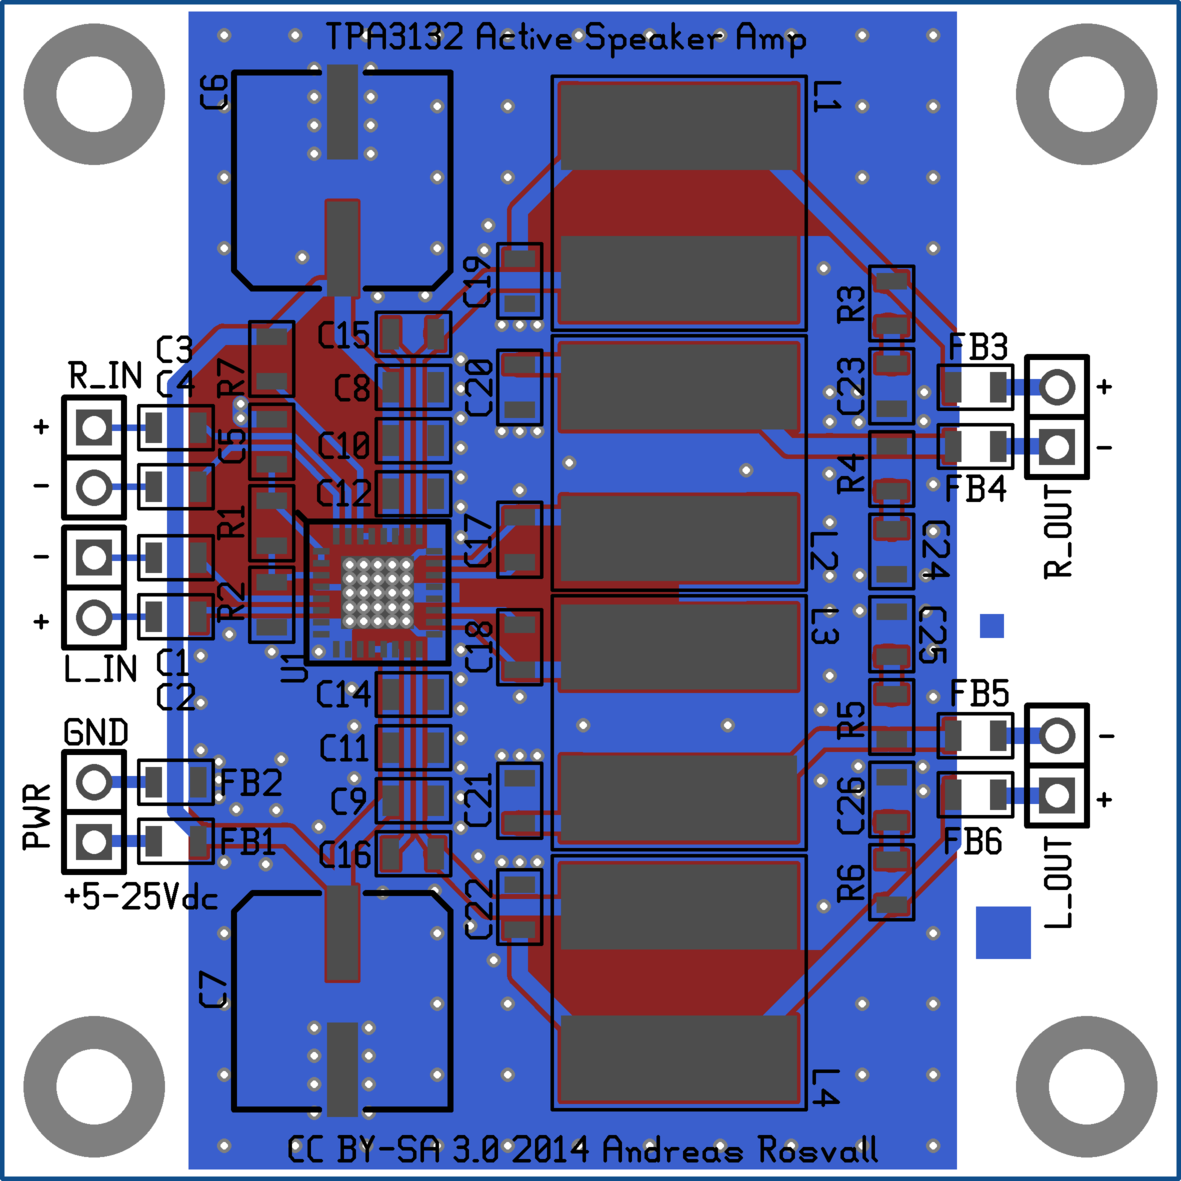 TPA3132 Active Speaker Amp
C6
L1
C19
R3
C15
C3
C4
R_IN
R7
C8
C20
C23
FB3
+
+
C5
C10
R4
FB4
-
-
C12
R_OUT
R1
C17
L2
C24
-
R2
U1
C18
L3
C25
+
L_IN
C1
C2
C14
R5
FB5
-
GND
C11
PWR
FB2
C9
C21
C26
FB6
+
FB1
C16
L_OUT
+5-25Vdc
C22
R6
C7
L4
CC BY-SA 3.0 2014 Andreas Rosvall